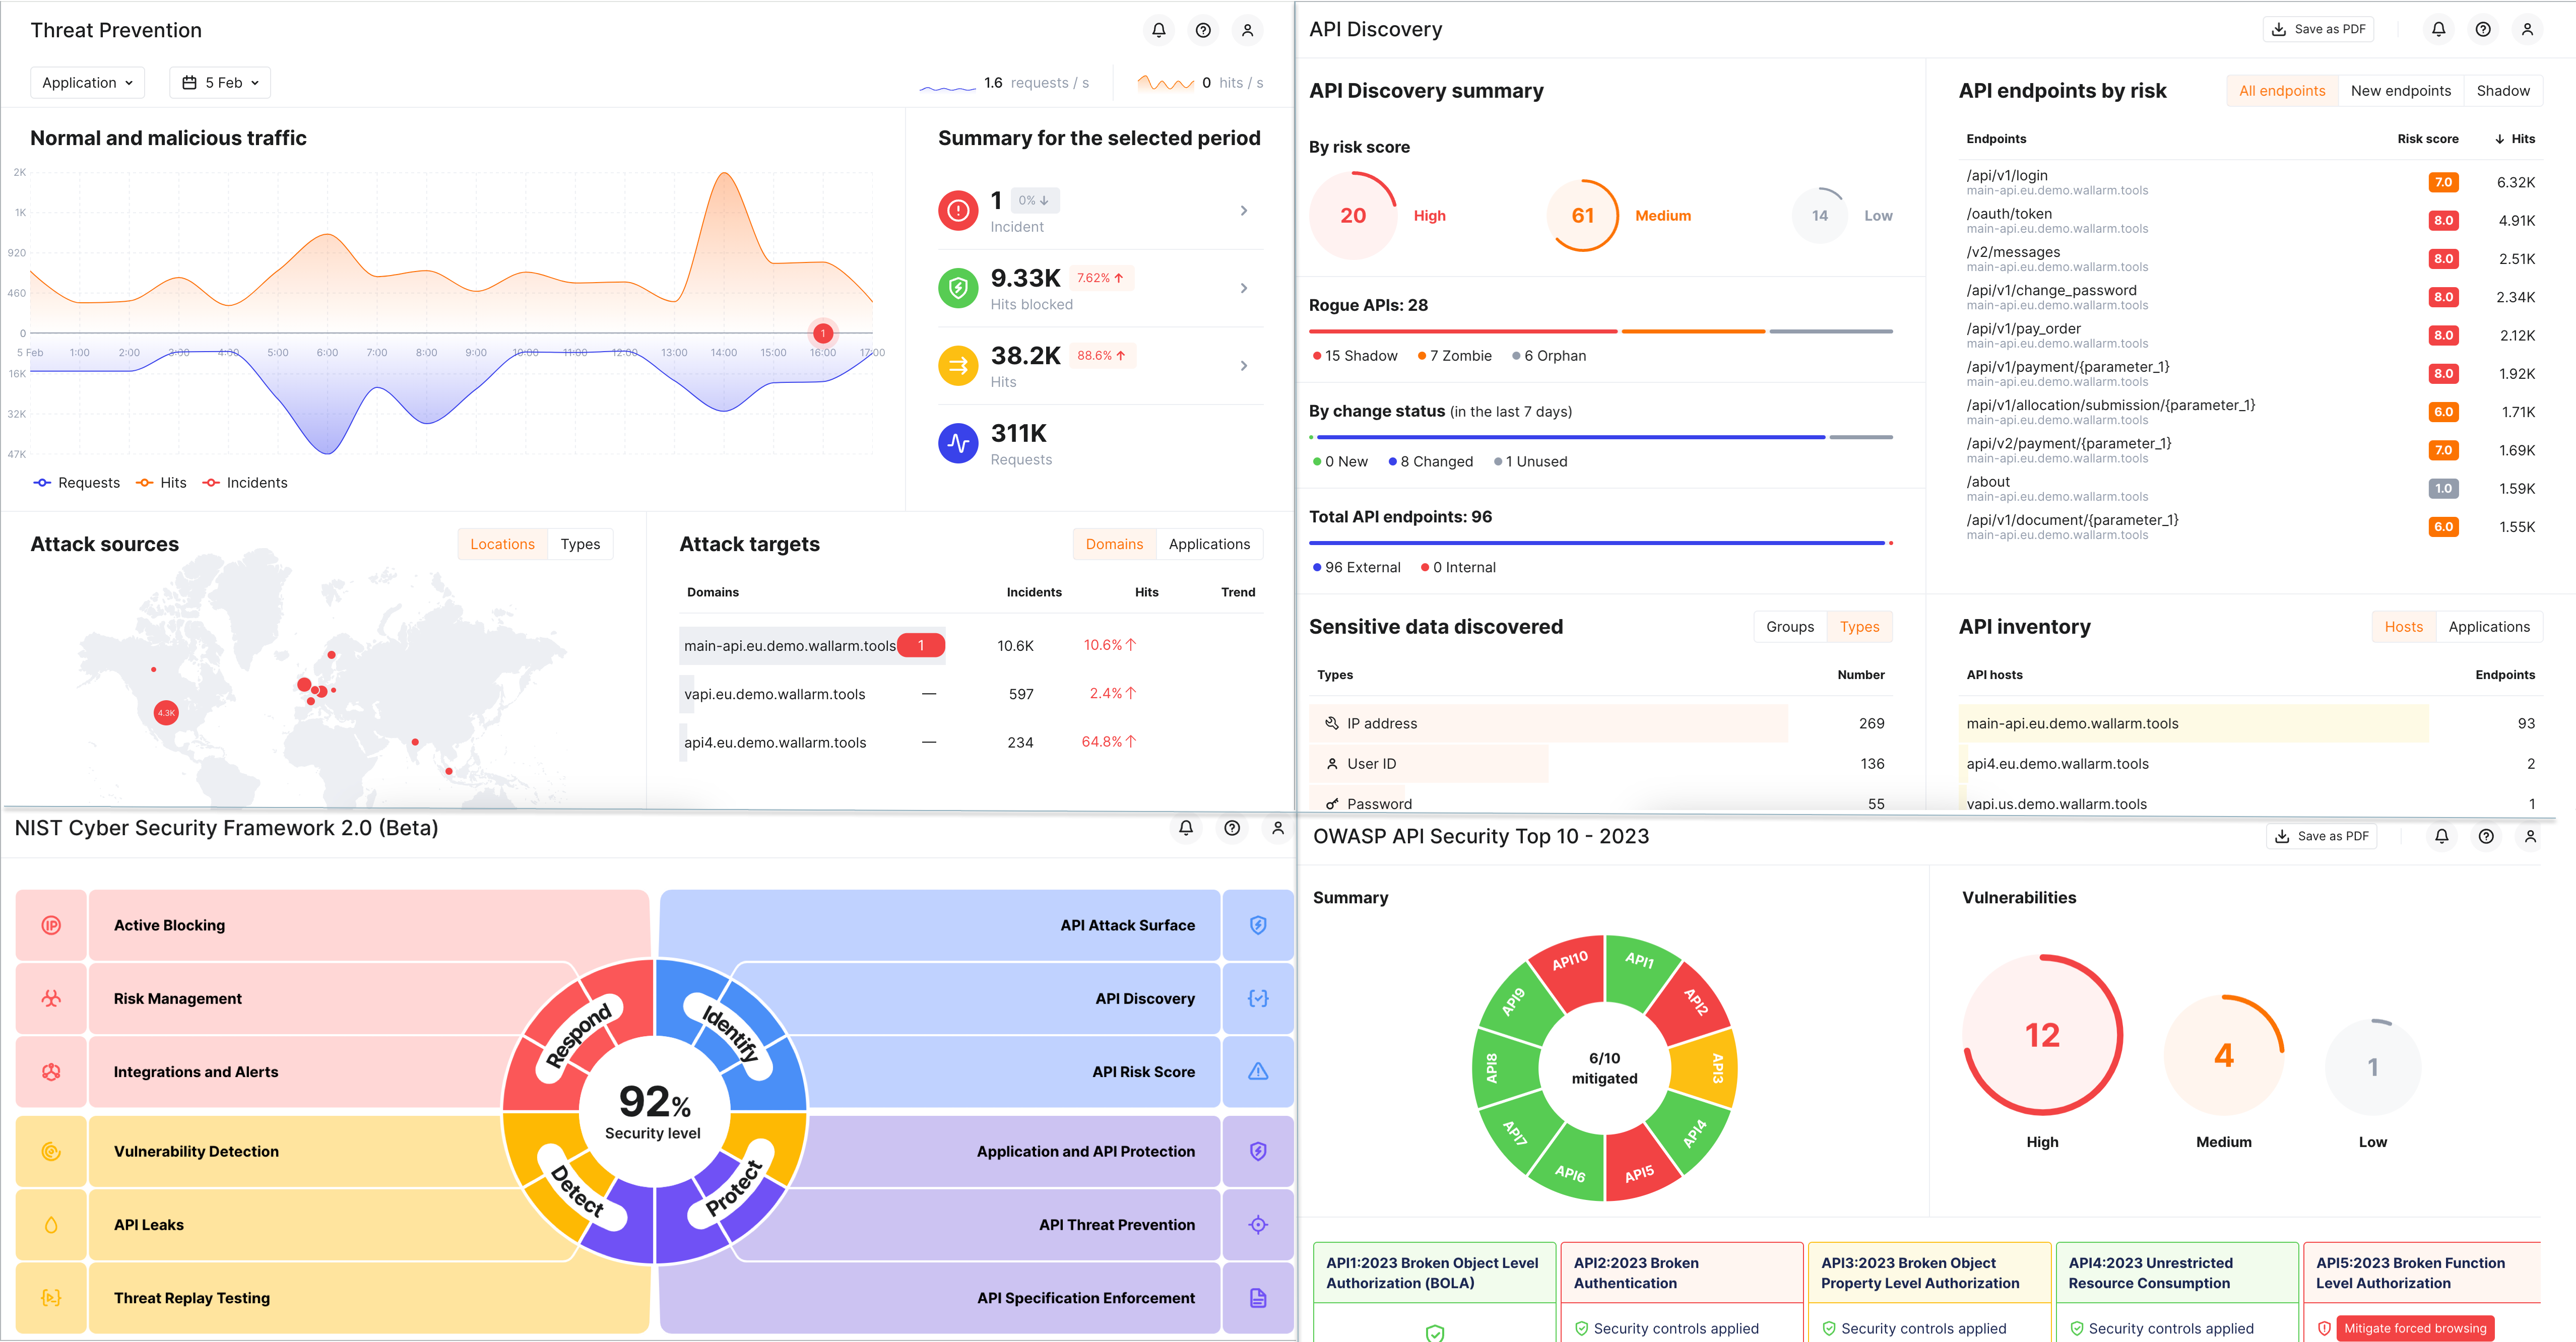 Threat Prevention
Application
5 Feb
1.6 requests / s
0 hits / s
Normal and malicious traffic
2K
1K
920
460
0
1
5 Feb 1:00 2:00 3:00 4:00 5:00 6:00 7:00 8:00 9:00 10:00 11:00 12:00 13:00 14:00 15:00 16:00 17:00
16K
32K
47K
Requests Hits Incidents
Summary for the selected period
1 0%
Incident
9.33K 7.62%
Hits blocked
38.2K 88.6%
Hits
311K
Requests
Attack sources
Locations Types
4.3K
Attack targets
Domains Applications
Domains Incidents Hits Trend
main-api.eu.demo.wallarm.tools 1 10.6K 10.6%
vapi.eu.demo.wallarm.tools — 597 2.4%
api4.eu.demo.wallarm.tools — 234 64.8%
API Discovery
Save as PDF
API Discovery summary
By risk score
20 High
61 Medium
14 Low
Rogue APIs: 28
15 Shadow 7 Zombie 6 Orphan
By change status (in the last 7 days)
0 New 8 Changed 1 Unused
Total API endpoints: 96
96 External 0 Internal
API endpoints by risk
All endpoints New endpoints Shadow
Endpoints Risk score Hits
/api/v1/login 7.0 6.32K
main-api.eu.demo.wallarm.tools
/oauth/token 8.0 4.91K
main-api.eu.demo.wallarm.tools
/v2/messages 8.0 2.51K
main-api.eu.demo.wallarm.tools
/api/v1/change_password 8.0 2.34K
main-api.eu.demo.wallarm.tools
/api/v1/pay_order 8.0 2.12K
main-api.eu.demo.wallarm.tools
/api/v1/payment/{parameter_1} 8.0 1.92K
main-api.eu.demo.wallarm.tools
/api/v1/allocation/submission/{parameter_1} 6.0 1.71K
main-api.eu.demo.wallarm.tools
/api/v2/payment/{parameter_1} 7.0 1.69K
main-api.eu.demo.wallarm.tools
/about 1.0 1.59K
main-api.eu.demo.wallarm.tools
/api/v1/document/{parameter_1} 6.0 1.55K
main-api.eu.demo.wallarm.tools
Sensitive data discovered
Groups Types
Types Number
IP address 269
User ID 136
Password 55
API inventory
Hosts Applications
API hosts Endpoints
main-api.eu.demo.wallarm.tools 93
api4.eu.demo.wallarm.tools 2
vapi.us.demo.wallarm.tools 1
NIST Cyber Security Framework 2.0 (Beta)
IP Active Blocking
Risk Management
Integrations and Alerts
Vulnerability Detection
API Leaks
Threat Replay Testing
Respond
Identify
Detect
Protect
92%
Security level
API Attack Surface
API Discovery
API Risk Score
Application and API Protection
API Threat Prevention
API Specification Enforcement
OWASP API Security Top 10 - 2023
Save as PDF
Summary
API1
API2
API3
API4
API5
API6
API7
API8
API9
API10
6/10
mitigated
Vulnerabilities
12
High
4
Medium
1
Low
API1:2023 Broken Object Level
Authorization (BOLA)
API2:2023 Broken
Authentication
Security controls applied
API3:2023 Broken Object
Property Level Authorization
Security controls applied
API4:2023 Unrestricted
Resource Consumption
Security controls applied
API5:2023 Broken Function
Level Authorization
Mitigate forced browsing